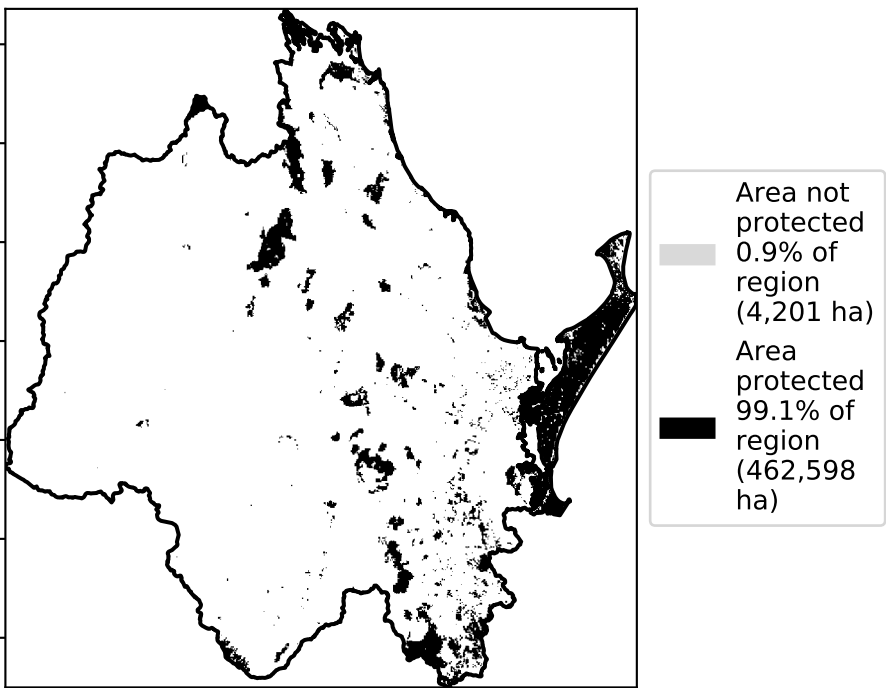 Area not
protected
0.9% of
region
(4,201 ha)
Area
protected
99.1% of
region
(462,598
ha)